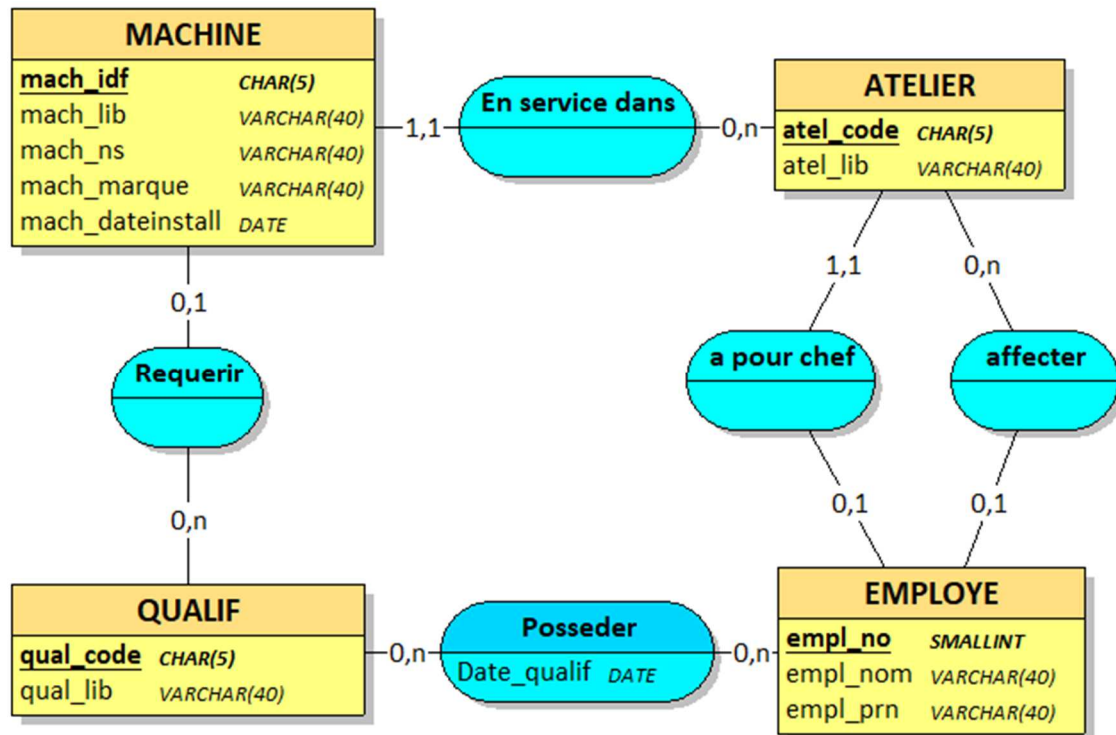 MACHINE
mach_idf CHAR(5)
mach_lib VARCHAR(40)
mach_ns VARCHAR(40)
mach_marque VARCHAR(40)
mach_dateinstall DATE
1,1
En service dans
0,n
ATELIER
atel_code CHAR(5)
atel_lib VARCHAR(40)
0,1
Requerir
0,n
1,1
0,n
a pour chef
affecter
0,1
0,1
QUALIF
qual_code CHAR(5)
qual_lib VARCHAR(40)
0,n
Posseder
Date_qualif DATE
0,n
EMPLOYE
empl_no SMALLINT
empl_nom VARCHAR(40)
empl_prn VARCHAR(40)